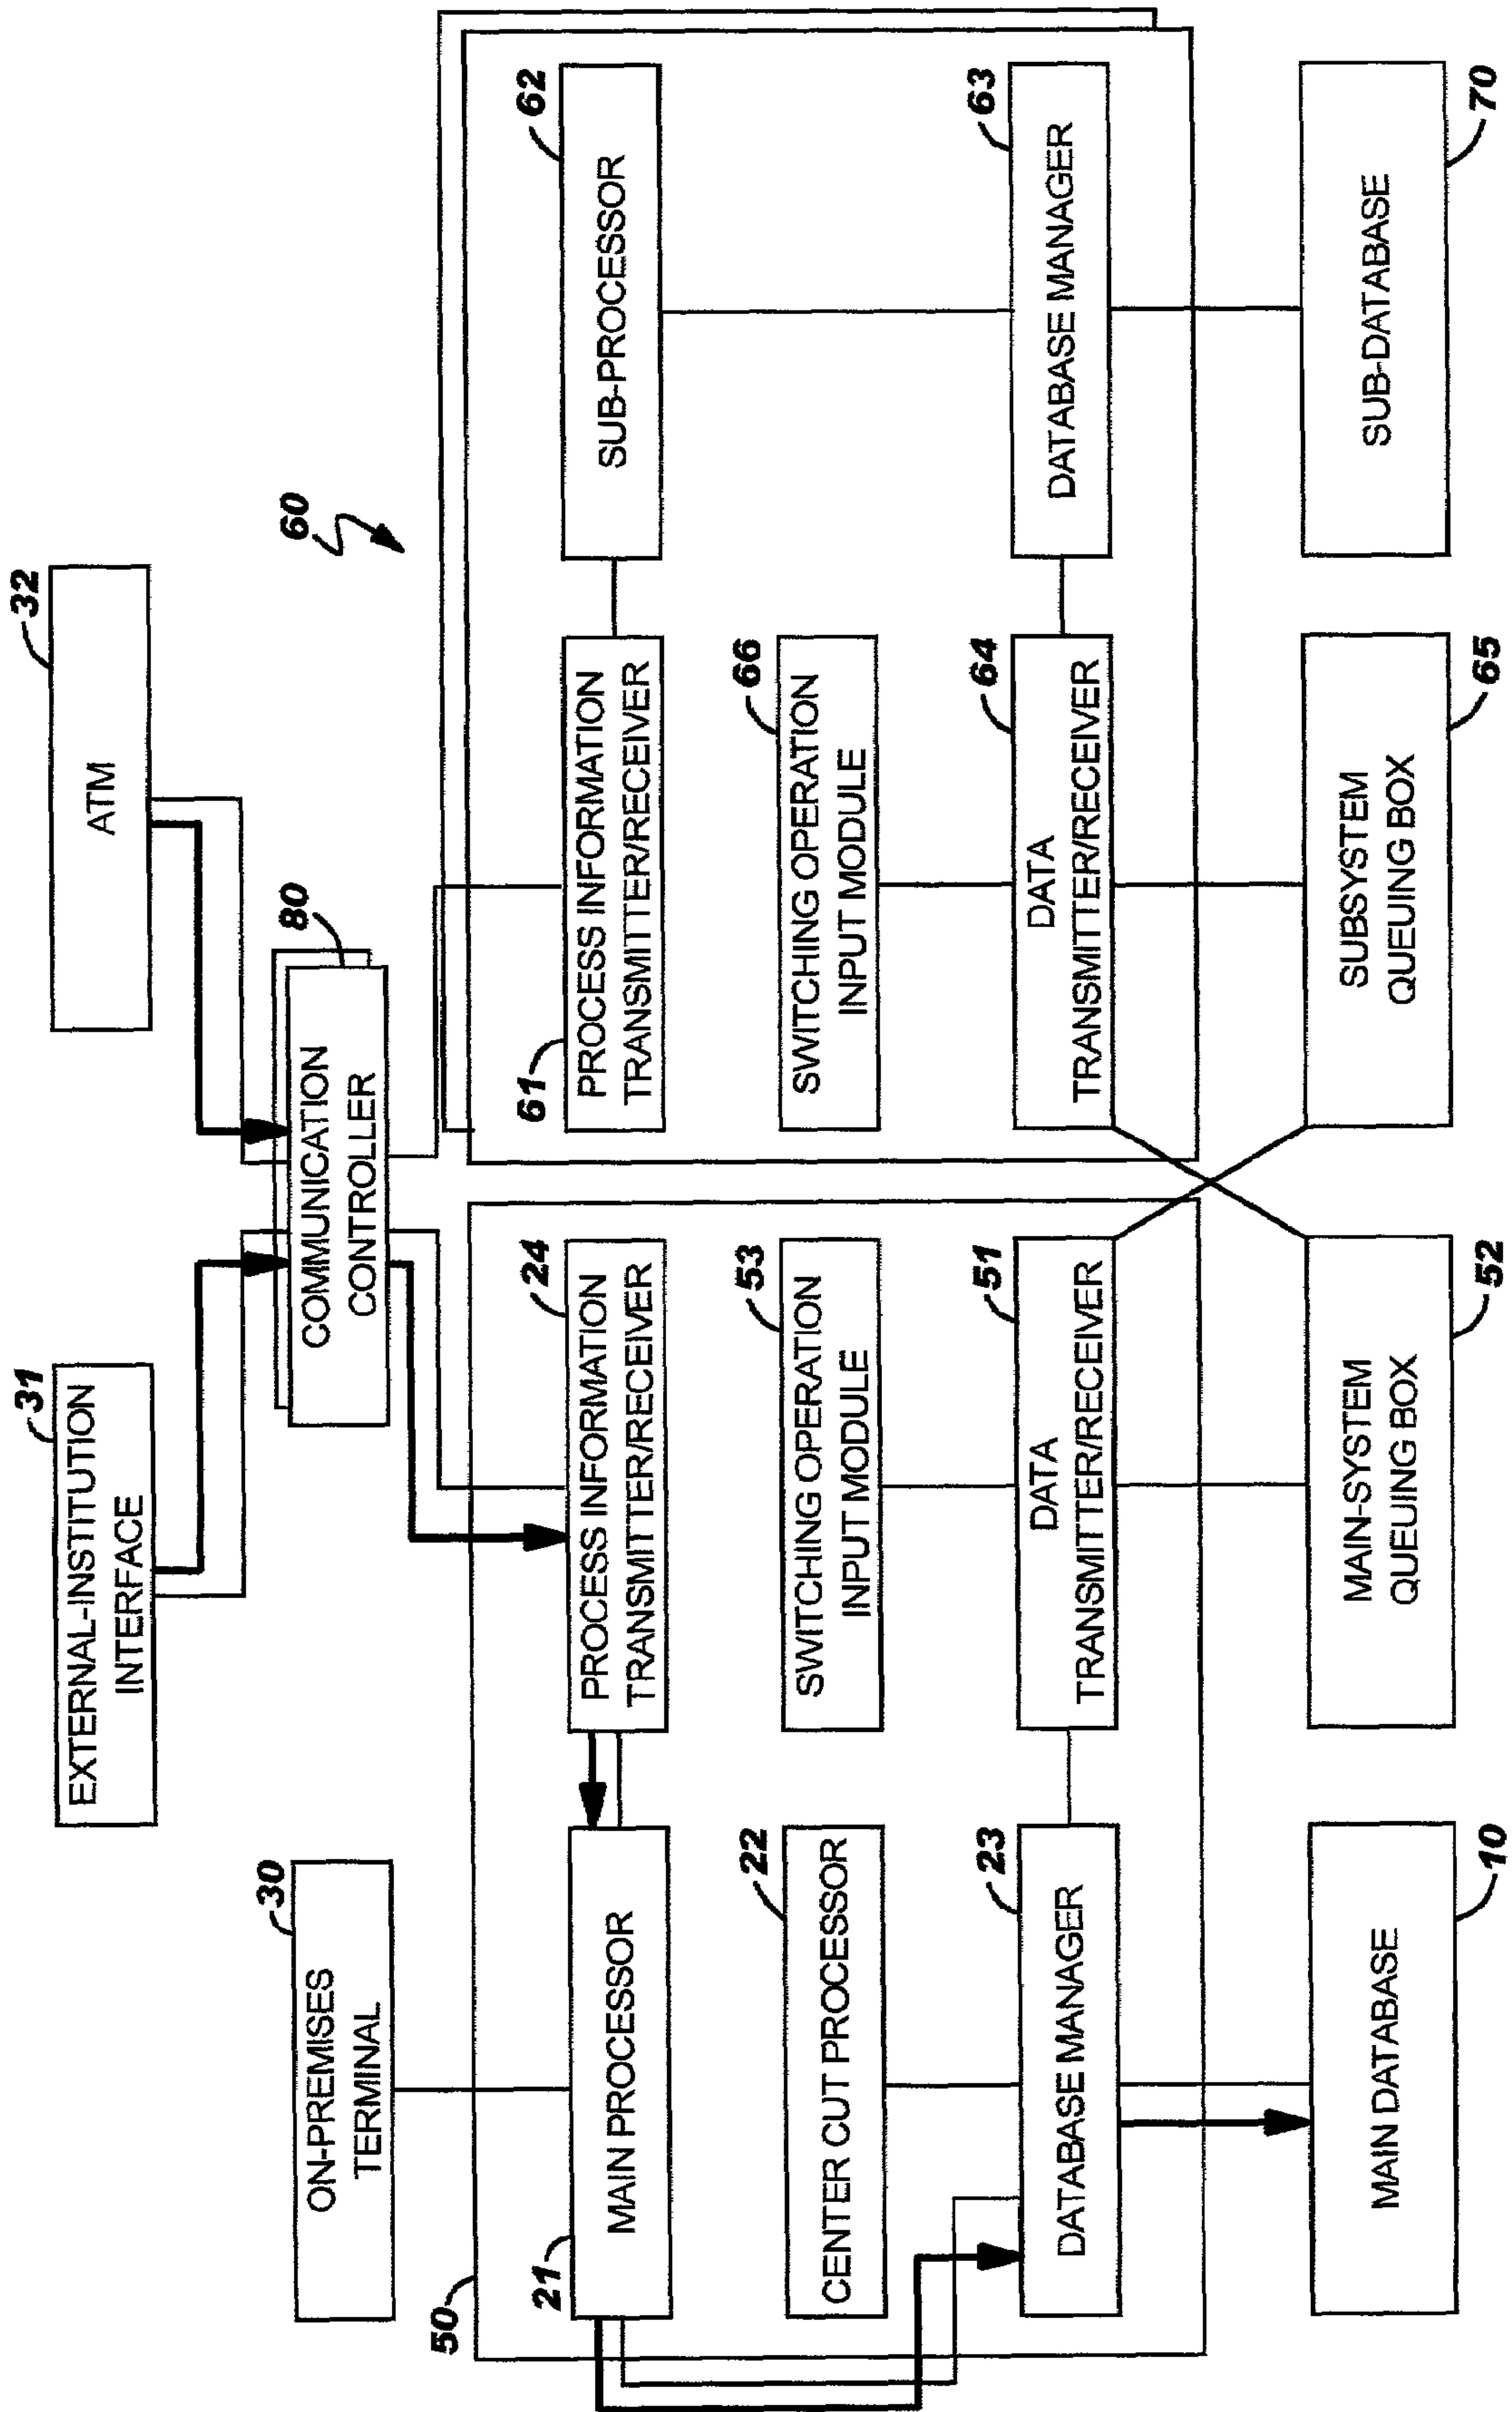 31
EXTERNAL-INSTITUTION
INTERFACE
32
ATM
30
ON-PREMISES
TERMINAL
80
COMMUNICATION
CONTROLLER
60
50
21
MAIN PROCESSOR
24
PROCESS INFORMATION
TRANSMITTER/RECEIVER
61
PROCESS INFORMATION
TRANSMITTER/RECEIVER
62
SUB-PROCESSOR
22
CENTER CUT PROCESSOR
53
SWITCHING OPERATION
INPUT MODULE
66
SWITCHING OPERATION
INPUT MODULE
23
DATABASE MANAGER
51
DATA
TRANSMITTER/RECEIVER
64
DATA
TRANSMITTER/RECEIVER
63
DATABASE MANAGER
MAIN DATABASE
10
MAIN-SYSTEM
QUEUING BOX
52
SUBSYSTEM
QUEUING BOX
65
SUB-DATABASE
70